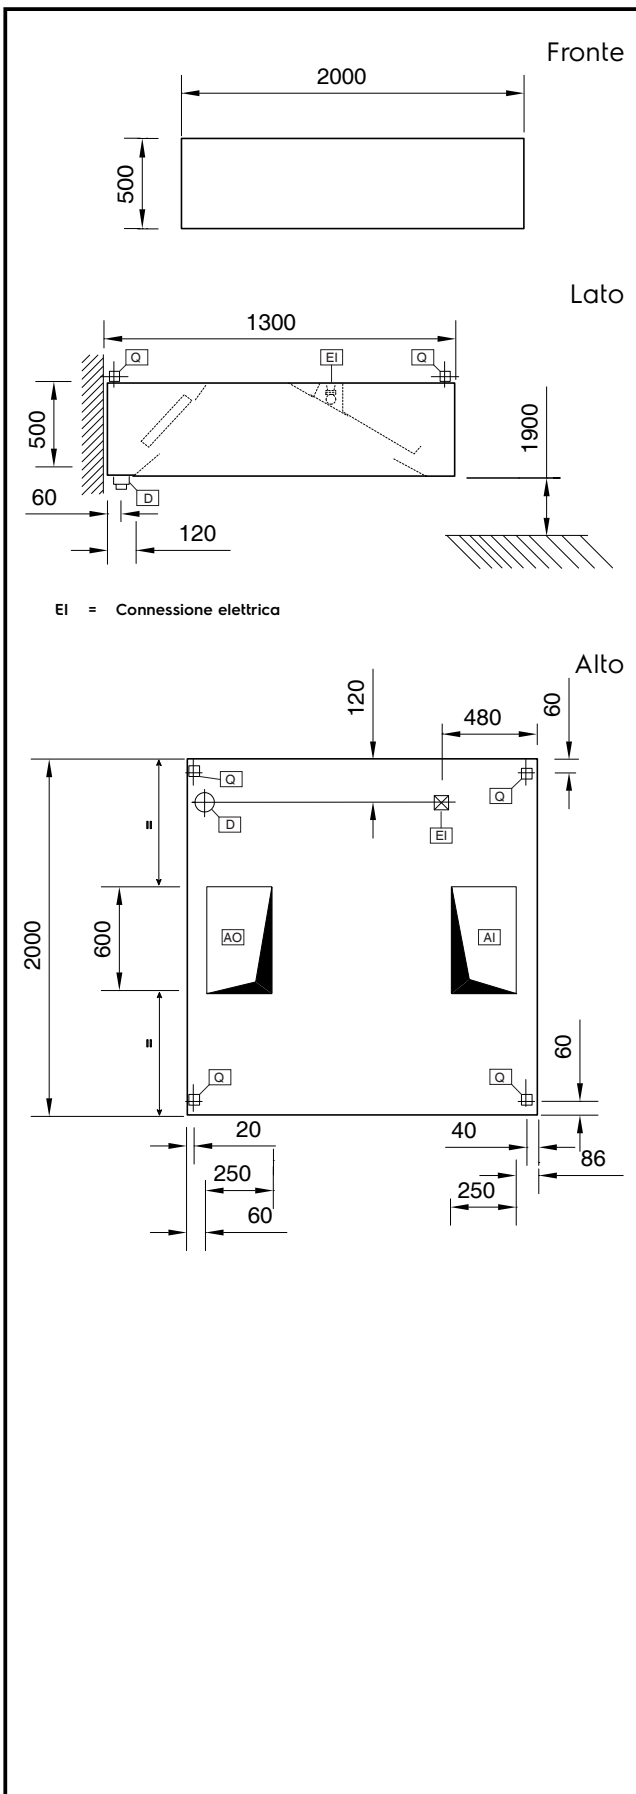 Fronte
2000
500
Lato
1300
Q
EI
Q
500
1900
D
60
120
EI = Connessione elettrica
Alto
120
480
60
Q
Q
D
EI
=
2000
600
AO
AI
=
60
Q
Q
20
40
250
86
250
60